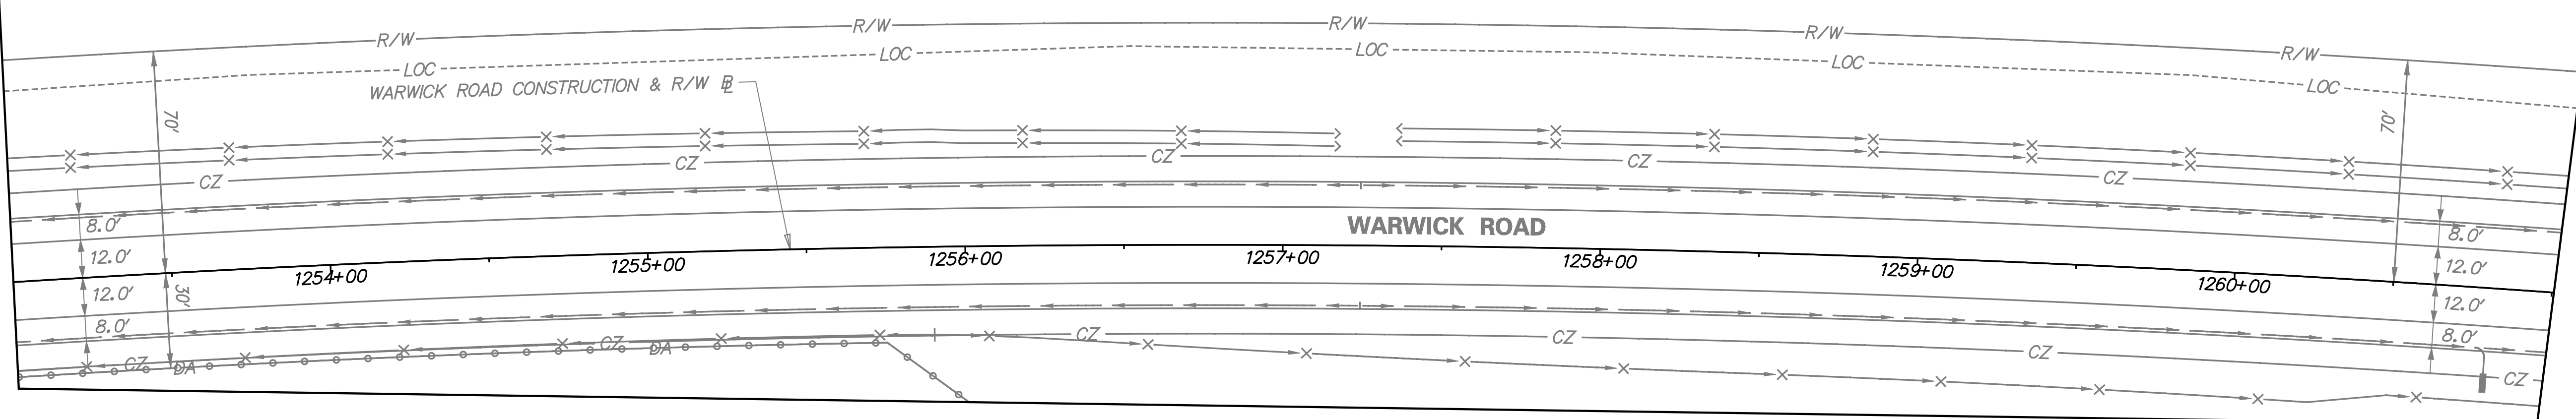 R/W R/W R/W R/W R/W
LOC LOC LOC LOC LOC
WARWICK ROAD CONSTRUCTION & R/W BL
70' 70'
CZ CZ CZ CZ CZ
8.0' 8.0'
WARWICK ROAD
12.0' 12.0'
1254+00 1255+00 1256+00 1257+00 1258+00 1259+00 1260+00
12.0' 30' 12.0'
8.0' 8.0'
CZ DA CZ DA CZ CZ CZ CZ